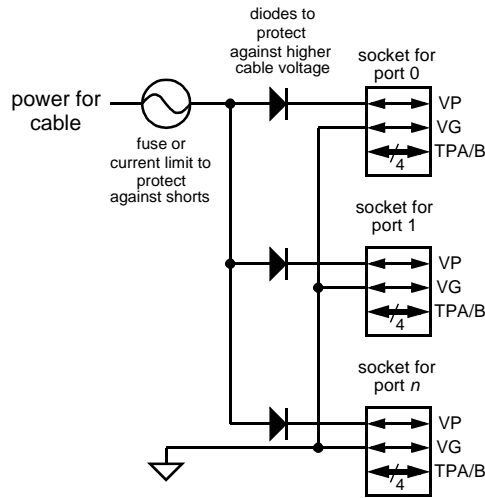 diodes to
protect
against higher
cable voltage
socket for
port 0
power for
cable
VP
VG
TPA/B
4
fuse or
current limit to
protect
against shorts
socket for
port 1
VP
VG
TPA/B
4
socket for
port n
VP
VG
TPA/B
4